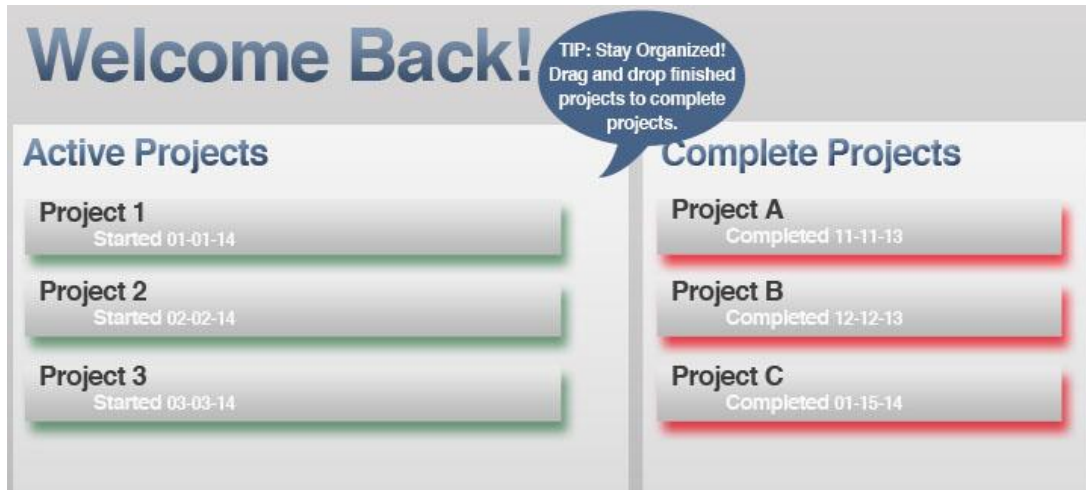 Welcome Back!
TIP: Stay Organized!
Drag and drop finished
projects to complete
projects.
Active Projects
Project 1
Started 01-01-14
Project 2
Started 02-02-14
Project 3
Started 03-03-14
Complete Projects
Project A
Completed 11-11-13
Project B
Completed 12-12-13
Project C
Completed 01-15-14